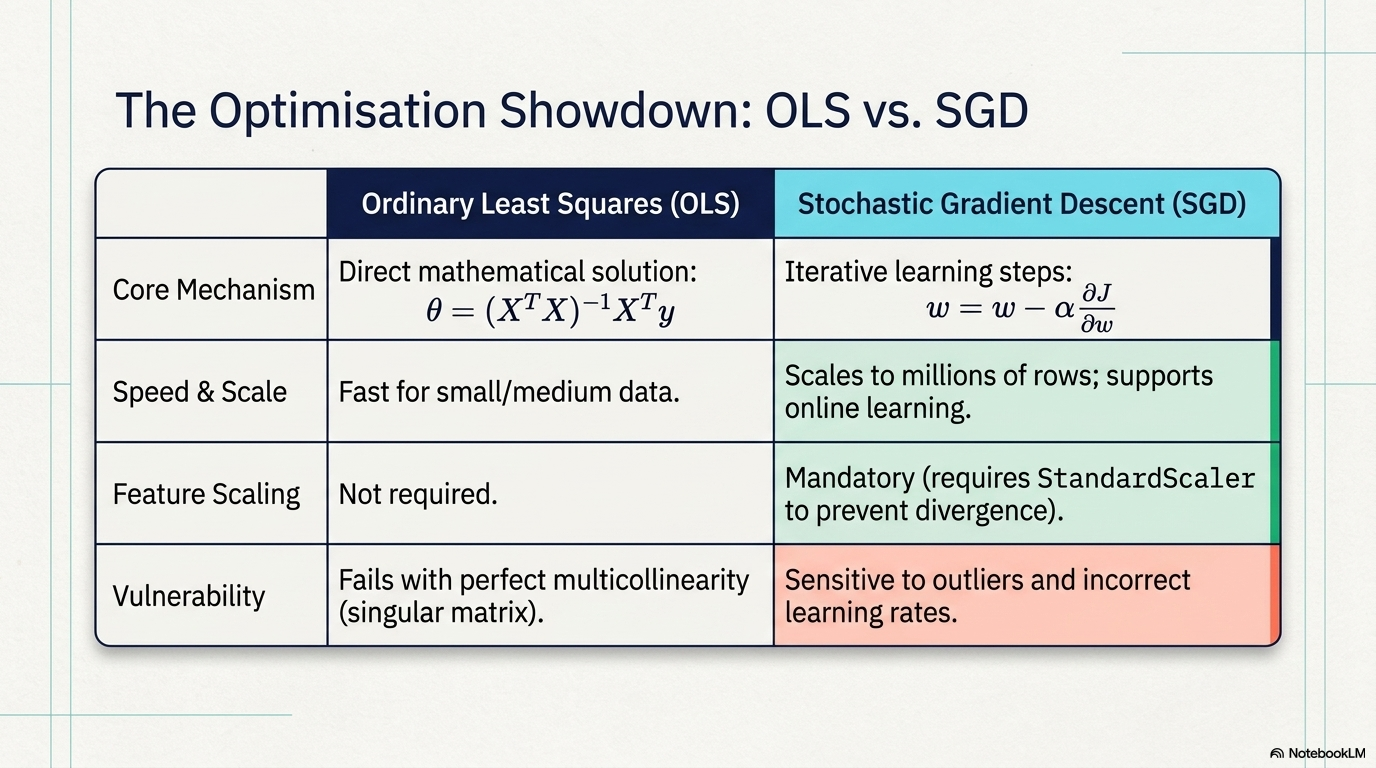 The Optimisation Showdown: OLS vs. SGD
Ordinary Least Squares (OLS)
Stochastic Gradient Descent (SGD)
Core Mechanism
Direct mathematical solution:
θ = (XᵀX)⁻¹Xᵀy
Iterative learning steps:
w = w − α ∂J/∂w
Speed & Scale
Fast for small/medium data.
Scales to millions of rows; supports
online learning.
Feature Scaling
Not required.
Mandatory (requires StandardScaler
to prevent divergence).
Vulnerability
Fails with perfect multicollinearity
(singular matrix).
Sensitive to outliers and incorrect
learning rates.
NotebookLM